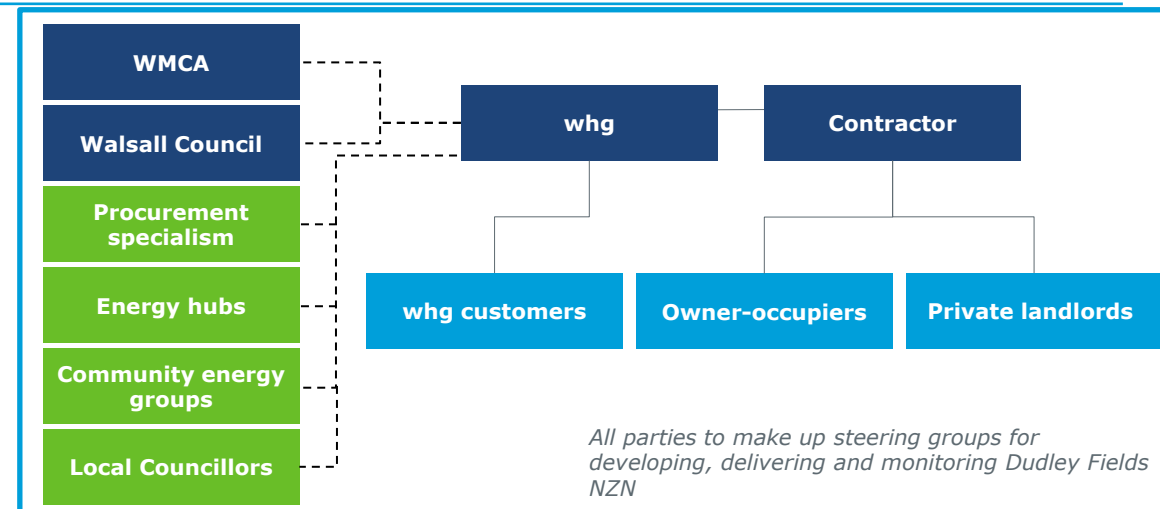 WMCA
Walsall Council
Procurement
specialism
Energy hubs
Community energy
groups
Local Councillors
whg
Contractor
whg customers
Owner-occupiers
Private landlords
All parties to make up steering groups for
developing, delivering and monitoring Dudley Fields
NZN